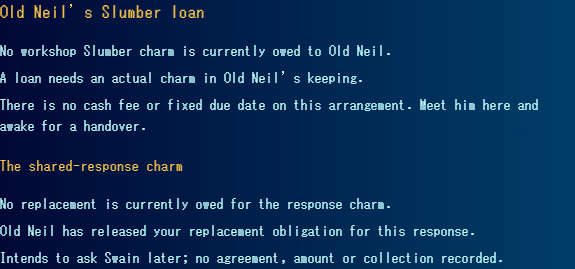 Old Neil's Slumber loan
No workshop Slumber charm is currently owed to Old Neil.
A loan needs an actual charm in Old Neil's keeping.
There is no cash fee or fixed due date on this arrangement. Meet him here and
awake for a handover.
The shared-response charm
No replacement is currently owed for the response charm.
Old Neil has released your replacement obligation for this response.
Intends to ask Swain later; no agreement, amount or collection recorded.